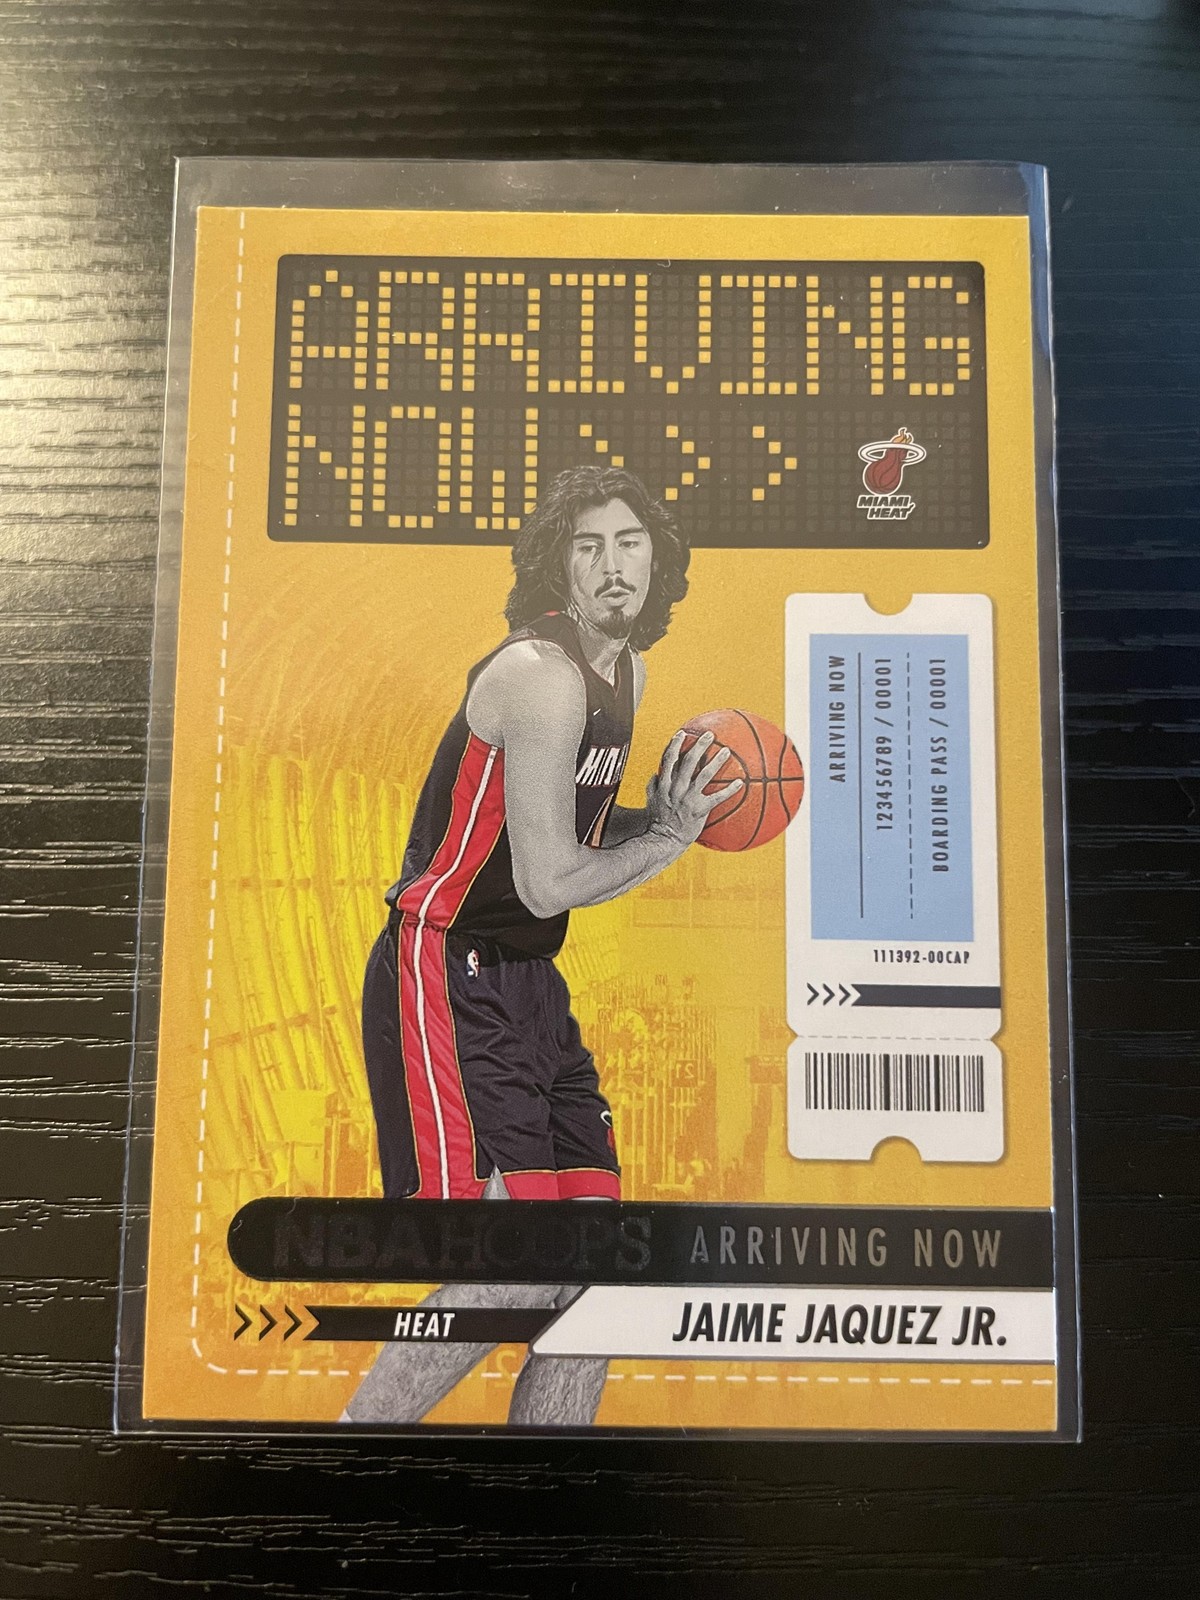 ARRIVING
NOW >>>
MIAMI
HEAT
MIAMI
ARRIVING NOW
123456789 / 00001
BOARDING PASS / 00001
111392-00CAP
NBA HOOPS ARRIVING NOW
HEAT
JAIME JAQUEZ JR.